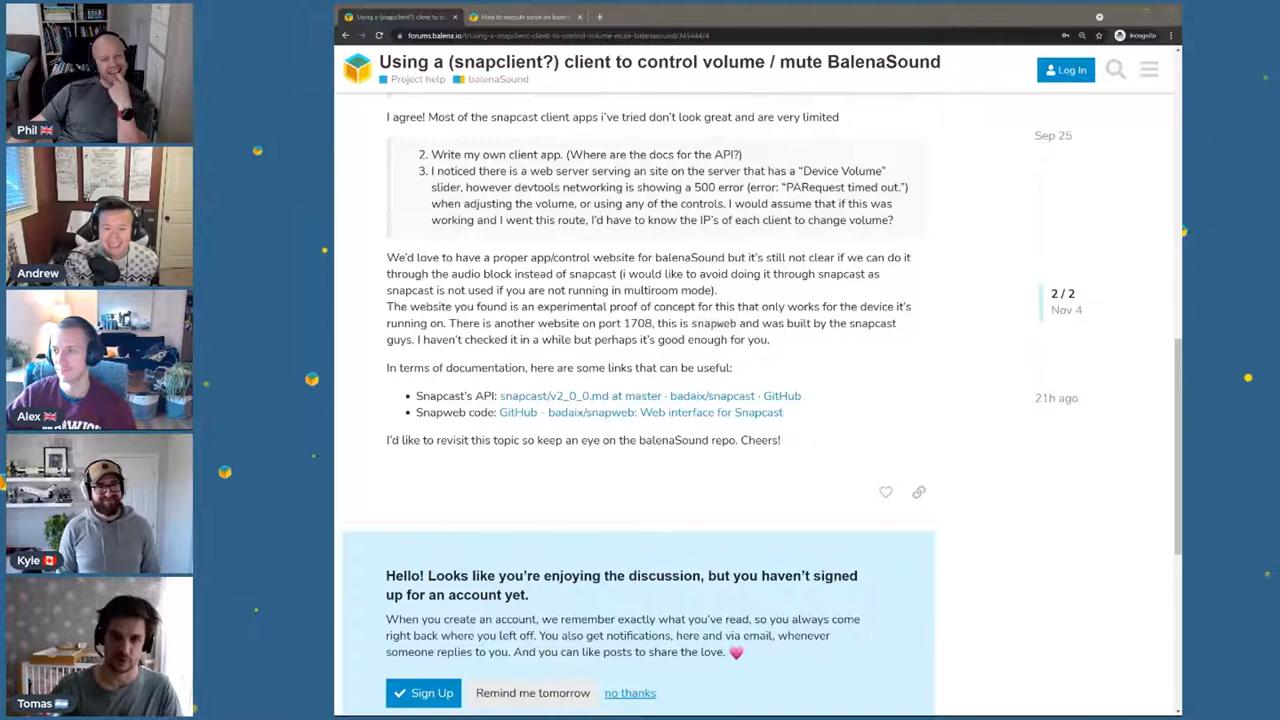 Phil
Andrew
Alex
Kyle
Tomas
Using a (snapclient?) client to co
How to execute script on balena
Incognito
Using a (snapclient?) client to control volume / mute BalenaSound
Project help balenaSound
Log In
I agree! Most of the snapcast client apps i've tried don't look great and are very limited
2. Write my own client app. (Where are the docs for the API?)
3. I noticed there is a web server serving an site on the server that has a “Device Volume”
slider, however devtools networking is showing a 500 error (error: “PARequest timed out.”)
when adjusting the volume, or using any of the controls. I would assume that if this was
working and I went this route, I'd have to know the IP's of each client to change volume?
We'd love to have a proper app/control website for balenaSound but it's still not clear if we can do it
through the audio block instead of snapcast (i would like to avoid doing it through snapcast as
snapcast is not used if you are not running in multiroom mode).
The website you found is an experimental proof of concept for this that only works for the device it's
running on. There is another website on port 1708, this is snapweb and was built by the snapcast
guys. I haven't checked it in a while but perhaps it's good enough for you.
In terms of documentation, here are some links that can be useful:
• Snapcast's API: snapcast/v2_0_0.md at master · badaix/snapcast · GitHub
• Snapweb code: GitHub - badaix/snapweb: Web interface for Snapcast
I'd like to revisit this topic so keep an eye on the balenaSound repo. Cheers!
Sep 25
2 / 2
Nov 4
21h ago
Hello! Looks like you're enjoying the discussion, but you haven't signed
up for an account yet.
When you create an account, we remember exactly what you've read, so you always come
right back where you left off. You also get notifications, here and via email, whenever
someone replies to you. And you can like posts to share the love.
Sign Up Remind me tomorrow no thanks